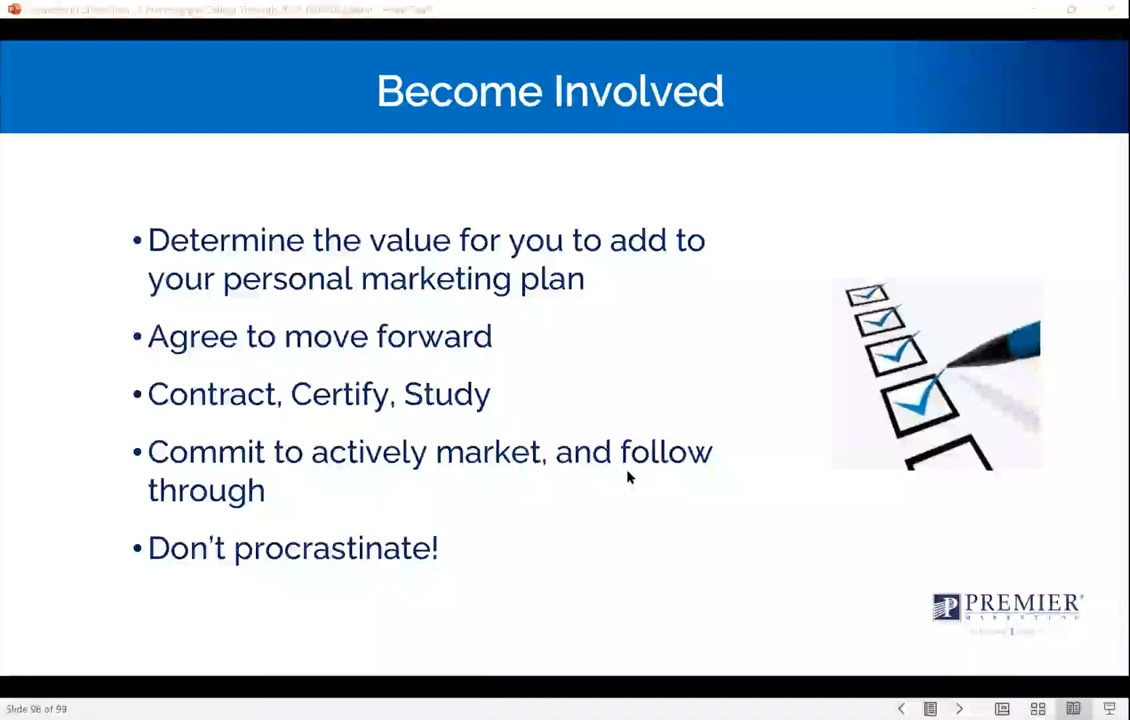 Become Involved
•Determine the value for you to add to
your personal marketing plan
•Agree to move forward
•Contract, Certify, Study
•Commit to actively market, and follow
through
•Don't procrastinate!
PREMIER®
MARKETING
Slide 98 of 99